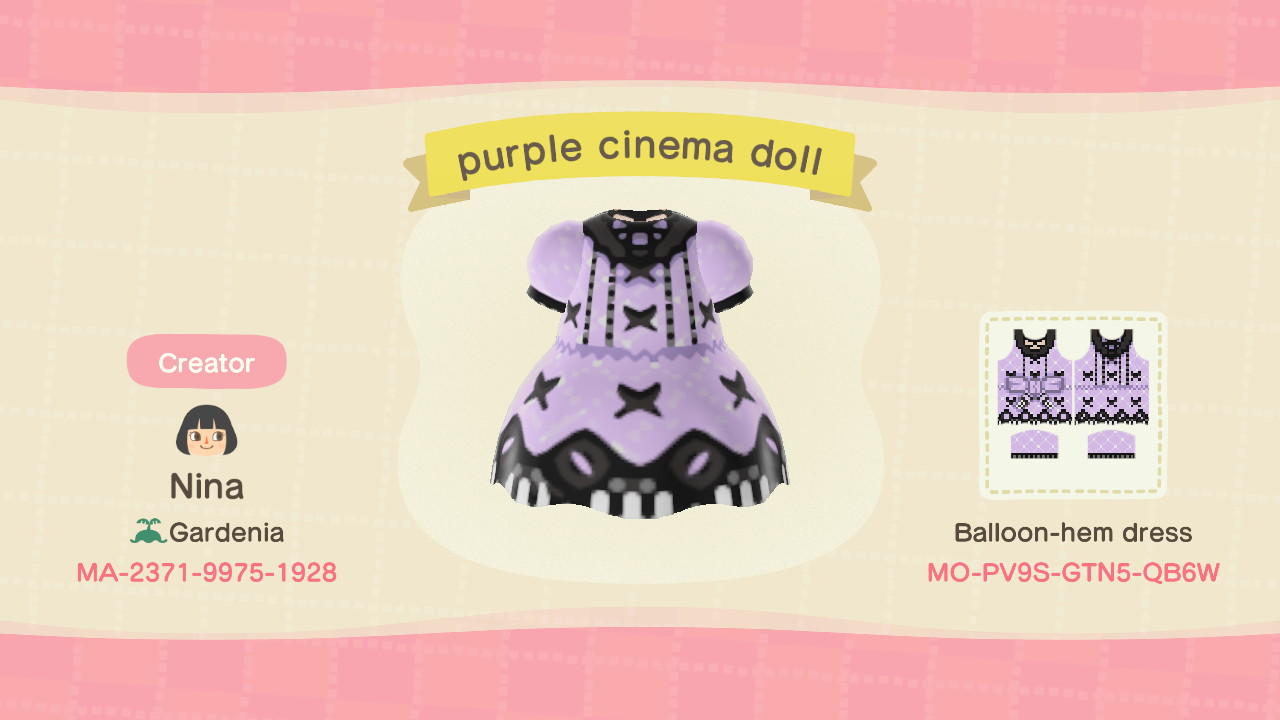 purple cinema doll
Creator
Nina
Gardenia
MA-2371-9975-1928
Balloon-hem dress
MO-PV9S-GTN5-QB6W